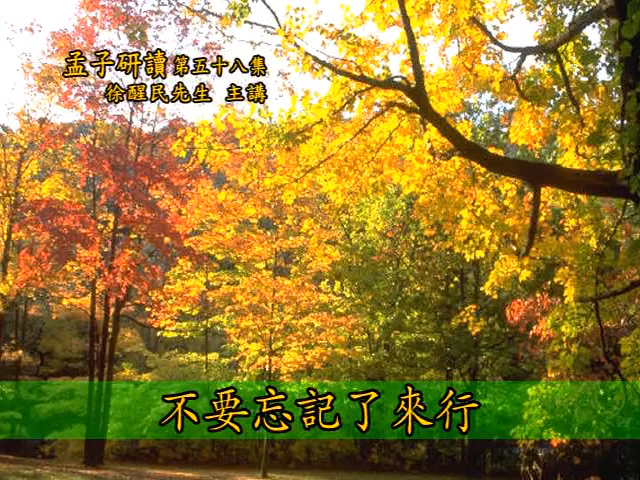 孟子研讀 第五十八集
徐醒民先生 主講
不要忘記了來行